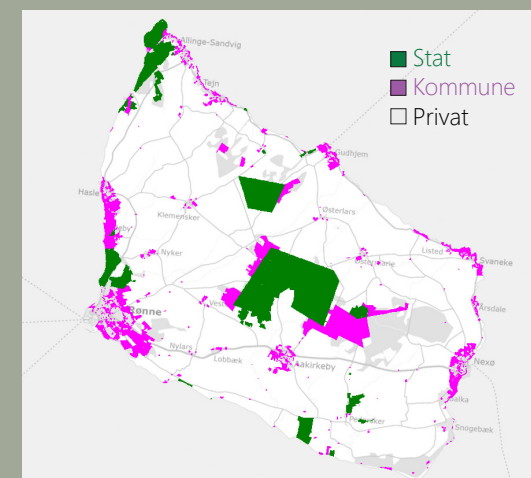 Allinge-Sandvig
Stat
Tejn
Kommune
Privat
Gudhjem
Hasle
Klemensker
Østerlars
Nyker
Østermarie
Listed
Svaneke
Årsdale
Rønne
Nylars
Lobbæk
Aakirkeby
Nexø
Snogebæk